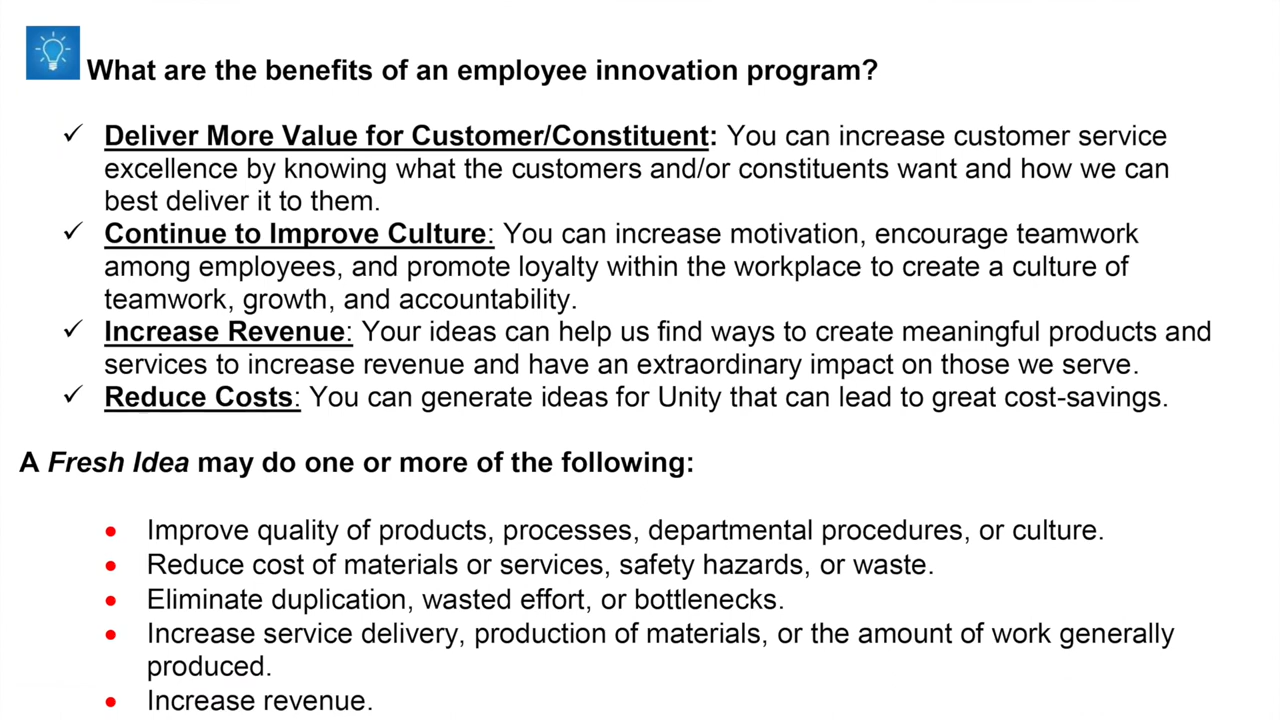 What are the benefits of an employee innovation program?
✓ Deliver More Value for Customer/Constituent: You can increase customer service
excellence by knowing what the customers and/or constituents want and how we can
best deliver it to them.
✓ Continue to Improve Culture: You can increase motivation, encourage teamwork
among employees, and promote loyalty within the workplace to create a culture of
teamwork, growth, and accountability.
✓ Increase Revenue: Your ideas can help us find ways to create meaningful products and
services to increase revenue and have an extraordinary impact on those we serve.
✓ Reduce Costs: You can generate ideas for Unity that can lead to great cost-savings.
A Fresh Idea may do one or more of the following:
• Improve quality of products, processes, departmental procedures, or culture.
• Reduce cost of materials or services, safety hazards, or waste.
• Eliminate duplication, wasted effort, or bottlenecks.
• Increase service delivery, production of materials, or the amount of work generally
produced.
• Increase revenue.